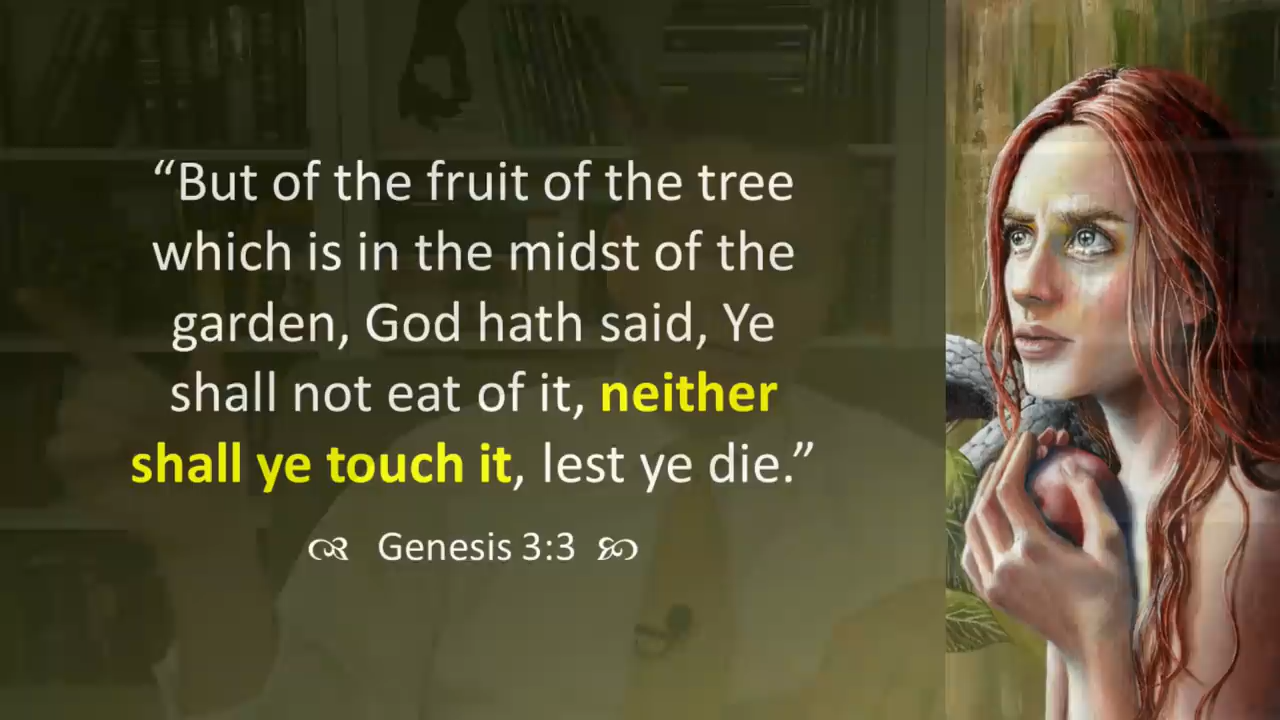 “But of the fruit of the tree
which is in the midst of the
garden, God hath said, Ye
shall not eat of it, neither
shall ye touch it, lest ye die.”
Genesis 3:3